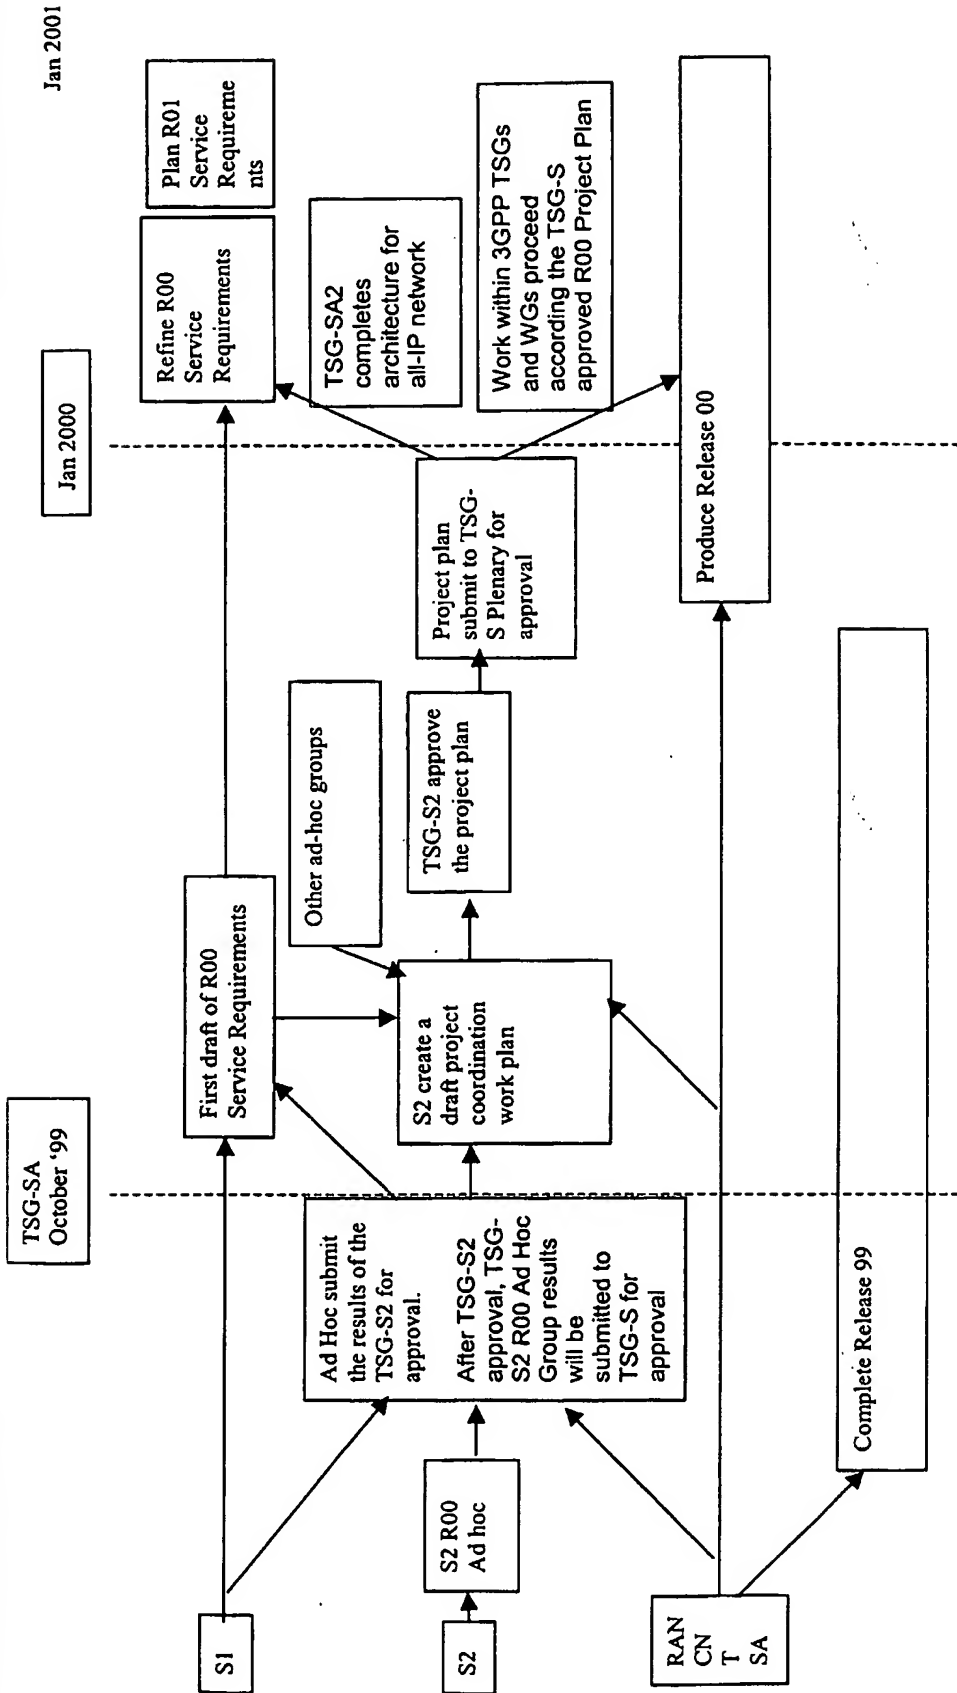 TSG-SA
October ‘99
Jan 2000
Jan 2001
S1
First draft of R00
Service Requirements
Refine R00
Service
Requirements
Plan R01
Service
Requireme
nts
Other ad-hoc groups
TSG-SA2
completes
architecture for
all-IP network
S2
S2 R00
Ad hoc
Ad Hoc submit
the results of the
TSG-S2 for
approval.
After TSG-S2
approval, TSG-
S2 R00 Ad Hoc
Group results
will be
submitted to
TSG-S for
approval
S2 create a
draft project
coordination
work plan
TSG-S2 approve
the project plan
Project plan
submit to TSG-
S Plenary for
approval
Work within 3GPP TSGs
and WGs proceed
according the TSG-S
approved R00 Project Plan
RAN
CN
T
SA
Produce Release 00
Complete Release 99